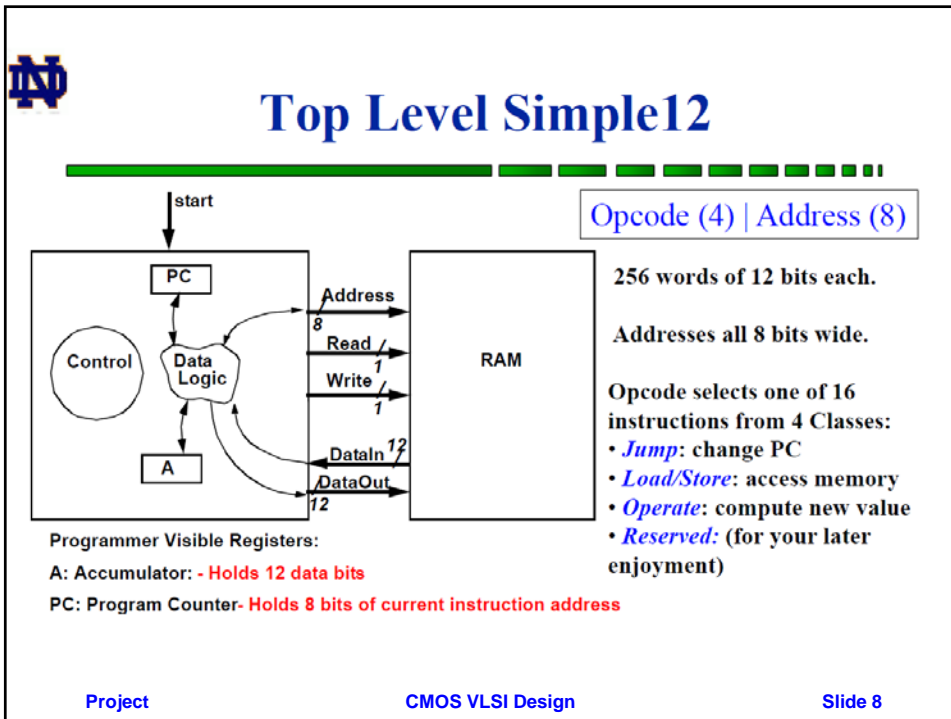 ND
Top Level Simple12
start
Opcode (4) | Address (8)
PC
Control
Data
Logic
A
Address
8
Read
1
Write
1
DataIn 12
DataOut
12
RAM
256 words of 12 bits each.
Addresses all 8 bits wide.
Opcode selects one of 16
instructions from 4 Classes:
• Jump: change PC
• Load/Store: access memory
• Operate: compute new value
• Reserved: (for your later
enjoyment)
Programmer Visible Registers:
A: Accumulator: - Holds 12 data bits
PC: Program Counter- Holds 8 bits of current instruction address
Project CMOS VLSI Design Slide 8